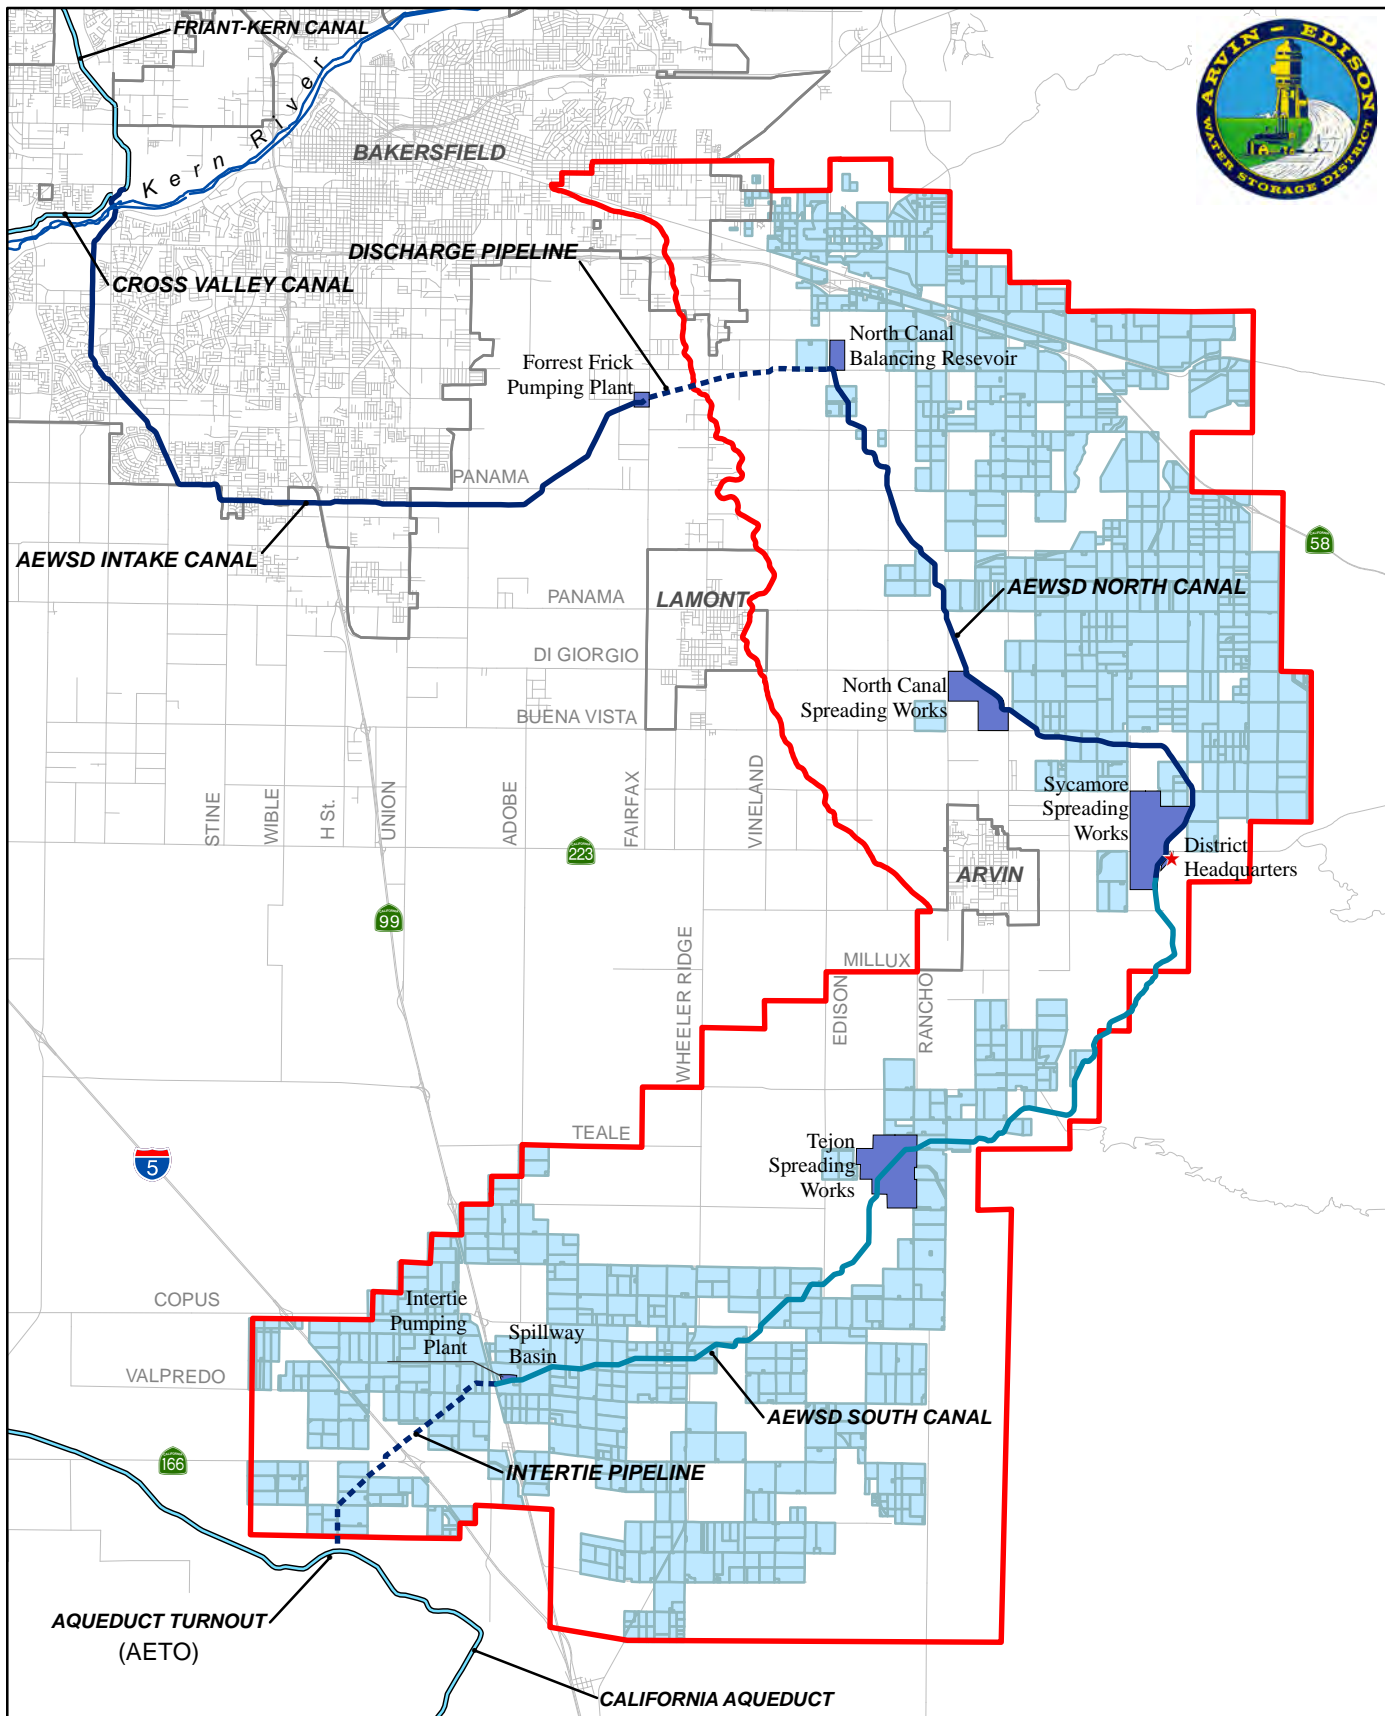 FRIANT-KERN CANAL
ARVIN - EDISON
WATER STORAGE DISTRICT
Kern River
BAKERSFIELD
DISCHARGE PIPELINE
CROSS VALLEY CANAL
North Canal
Balancing Resevoir
Forrest Frick
Pumping Plant
PANAMA
58
AEWSD INTAKE CANAL
AEWSD NORTH CANAL
PANAMA
LAMONT
DI GIORGIO
North Canal
Spreading Works
BUENA VISTA
STINE
WIBLE
H St.
UNION
ADOBE
FAIRFAX
VINELAND
Sycamore
Spreading
Works
223
District
Headquarters
ARVIN
99
WHEELER RIDGE
MILLUX
EDISON
RANCHO
TEALE
5
Tejon
Spreading
Works
COPUS
Intertie
Pumping
Plant
Spillway
Basin
VALPREDO
AEWSD SOUTH CANAL
166
INTERTIE PIPELINE
AQUEDUCT TURNOUT
(AETO)
CALIFORNIA AQUEDUCT